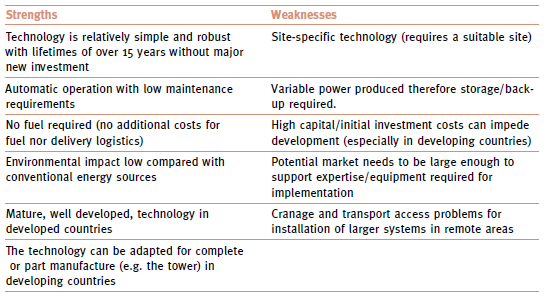 Strengths
Weaknesses
Technology is relatively simple and robust
with lifetimes of over 15 years without major
new investment
Site-specific technology (requires a suitable site)
Automatic operation with low maintenance
requirements
Variable power produced therefore storage/back-
up required.
No fuel required (no additional costs for
fuel nor delivery logistics)
High capital/initial investment costs can impede
development (especially in developing countries)
Environmental impact low compared with
conventional energy sources
Potential market needs to be large enough to
support expertise/equipment required for
implementation
Mature, well developed, technology in
developed countries
Cranage and transport access problems for
installation of larger systems in remote areas
The technology can be adapted for complete
or part manufacture (e.g. the tower) in
developing countries